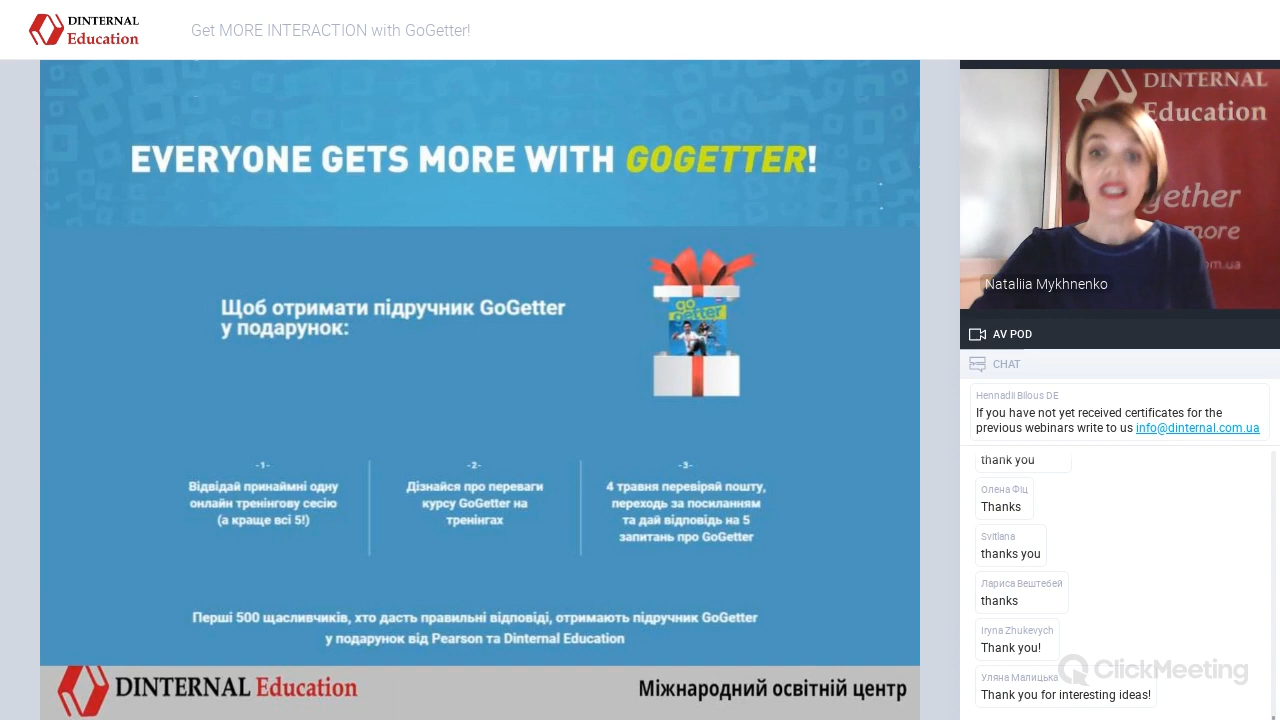 DINTERNAL
Education
Get MORE INTERACTION with GoGetter!
EVERYONE GETS MORE WITH GOGETTER!
Щоб отримати підручник GoGetter
у подарунок:
go
getter
-1-
Відвідай принаймні одну
онлайн тренінгову сесію
(а краще всі 5!)
-2-
Дізнайся про переваги
курсу GoGetter на
тренінгах
-3-
4 травня перевіряй пошту,
переходь за посиланням
та дай відповідь на 5
запитань про GoGetter
Перші 500 щасливчиків, хто дасть правильні відповіді, отримають підручник GoGetter
у подарунок від Pearson та Dinternal Education
DINTERNAL Education
Міжнародний освітній центр
DINTERNAL
Education
gether
more
om.ua
Nataliia Mykhnenko
AV POD
CHAT
Hennadii Bilous DE
If you have not yet received certificates for the
previous webinars write to us info@dinternal.com.ua
thank you
Олена Фіц
Thanks
Svitlana
thanks you
Лариса Вештебей
thanks
Iryna Zhukevych
Thank you!
Уляна Малицька
Thank you for interesting ideas!
ClickMeeting